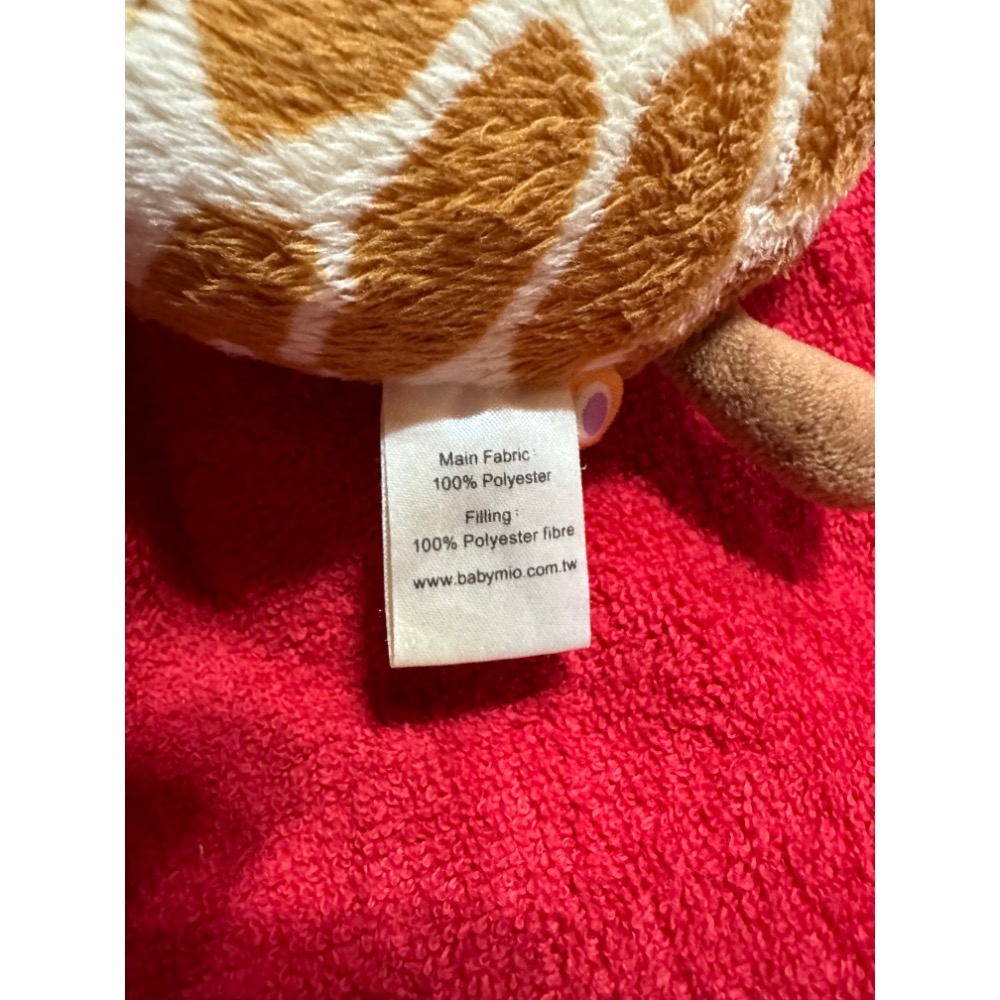 Main Fabric:
100% Polyester
Filling:
100% Polyester fibre
www.babymio.com.tw